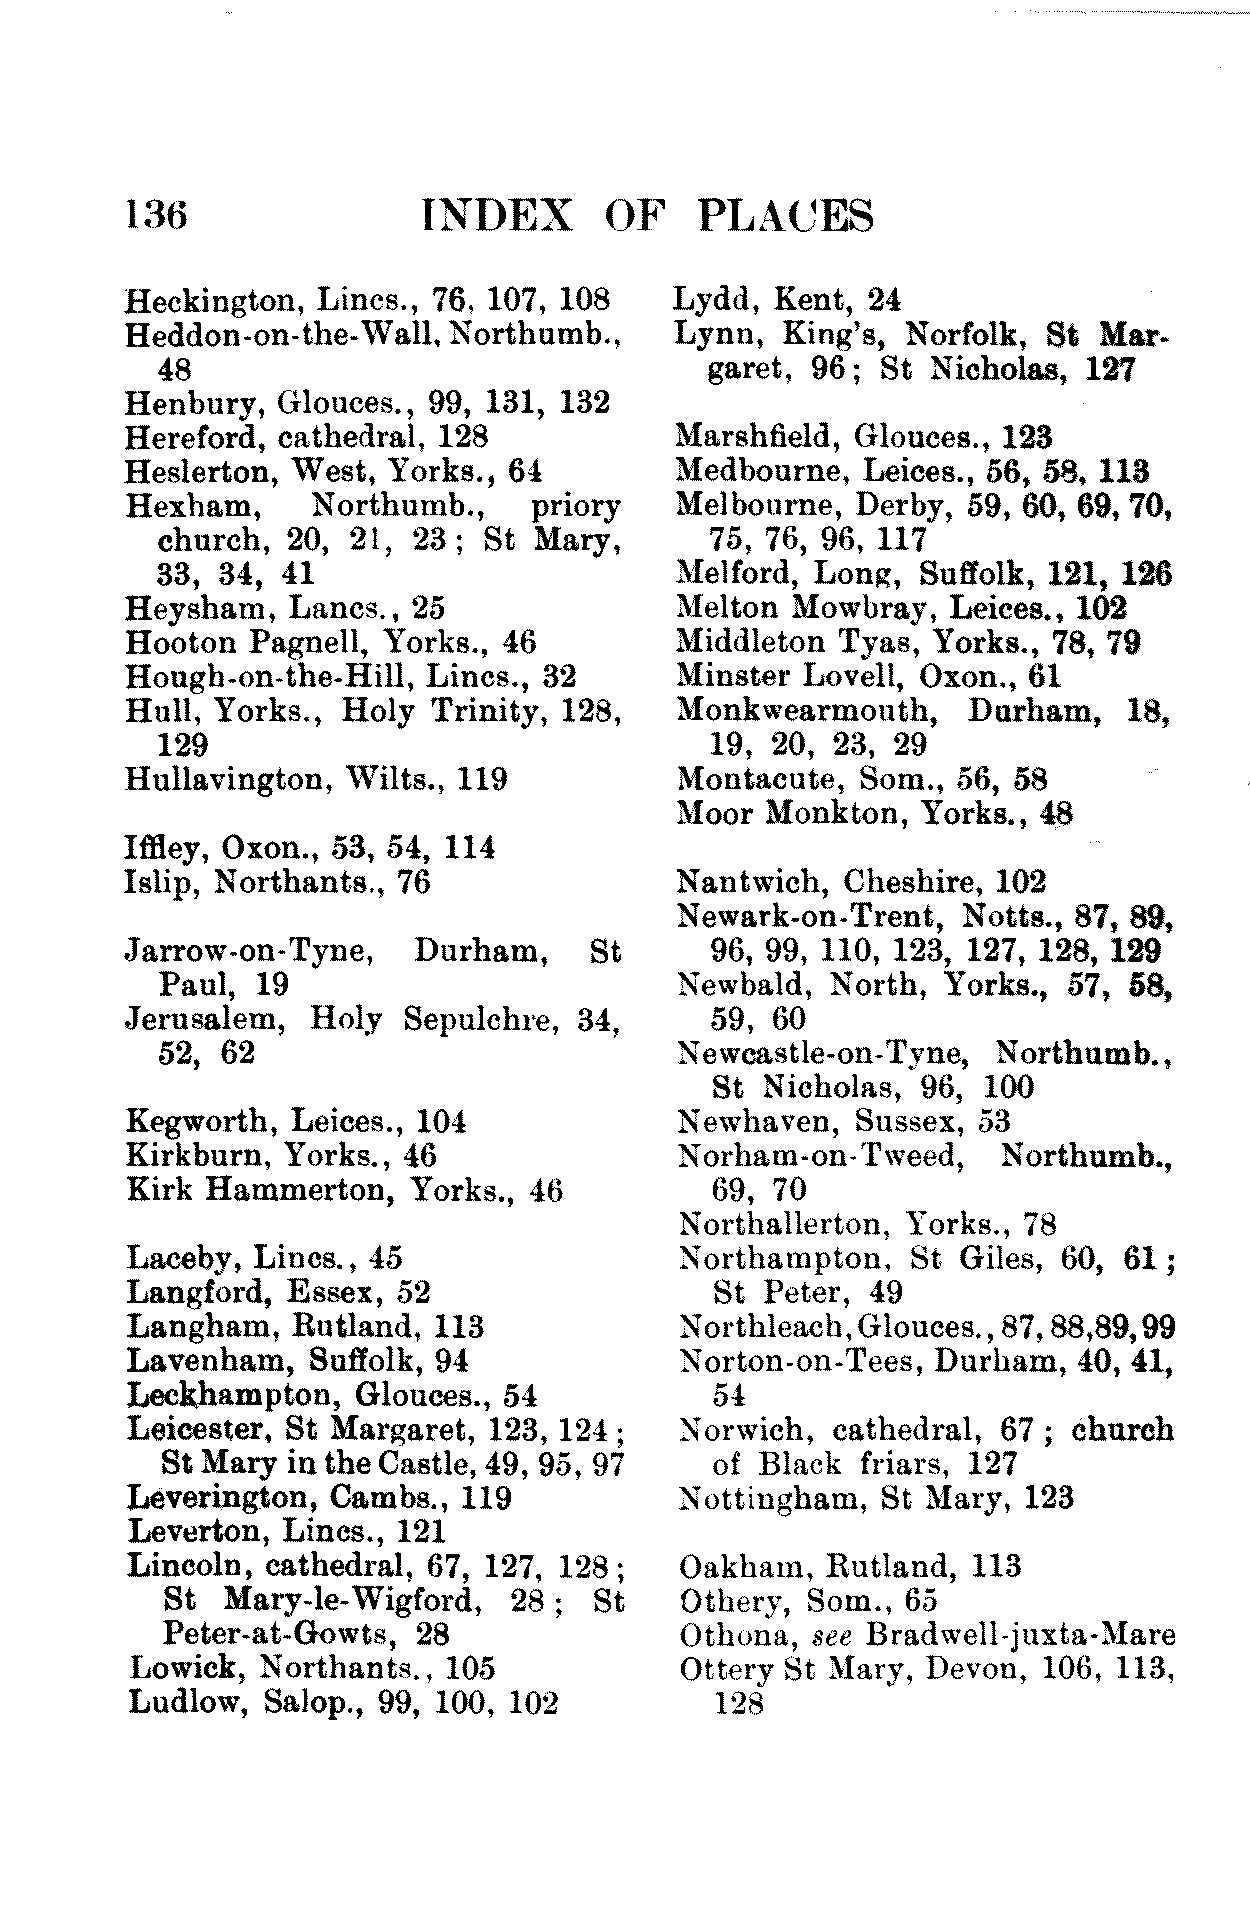 136 INDEX OF PLACES
Heckington, Lincs., 76, 107, 108
Heddon-on-the-Wall, Northumb.,
48
Henbury, Glouces., 99, 131, 132
Hereford, cathedral, 128
Heslerton, West, Yorks., 64
Hexham, Northumb., priory
church, 20, 21, 23; St Mary,
33, 34, 41
Heysham, Lancs., 25
Hooton Pagnell, Yorks., 46
Hough-on-the-Hill, Lincs., 32
Hull, Yorks., Holy Trinity, 128,
129
Hullavington, Wilts., 119
Iffley, Oxon., 53, 54, 114
Islip, Northants., 76
Jarrow-on-Tyne, Durham, St
Paul, 19
Jerusalem, Holy Sepulchre, 34,
52, 62
Kegworth, Leices., 104
Kirkburn, Yorks., 46
Kirk Hammerton, Yorks., 46
Laceby, Lincs., 45
Langford, Essex, 52
Langham, Rutland, 113
Lavenham, Suffolk, 94
Leckhampton, Glouces., 54
Leicester, St Margaret, 123, 124;
St Mary in the Castle, 49, 95, 97
Leverington, Cambs., 119
Leverton, Lincs., 121
Lincoln, cathedral, 67, 127, 128;
St Mary-le-Wigford, 28; St
Peter-at-Gowts, 28
Lowick, Northants., 105
Ludlow, Salop., 99, 100, 102
Lydd, Kent, 24
Lynn, King's, Norfolk, St Mar-
garet, 96; St Nicholas, 127
Marshfield, Glouces., 123
Medbourne, Leices., 56, 58, 113
Melbourne, Derby, 59, 60, 69, 70,
75, 76, 96, 117
Melford, Long, Suffolk, 121, 126
Melton Mowbray, Leices., 102
Middleton Tyas, Yorks., 78, 79
Minster Lovell, Oxon., 61
Monkwearmouth, Durham, 18,
19, 20, 23, 29
Montacute, Som., 56, 58
Moor Monkton, Yorks., 48
Nantwich, Cheshire, 102
Newark-on-Trent, Notts., 87, 89,
96, 99, 110, 123, 127, 128, 129
Newbald, North, Yorks., 57, 58,
59, 60
Newcastle-on-Tyne, Northumb.,
St Nicholas, 96, 100
Newhaven, Sussex, 53
Norham-on-Tweed, Northumb.,
69, 70
Northallerton, Yorks., 78
Northampton, St Giles, 60, 61;
St Peter, 49
Northleach, Glouces., 87, 88,89,99
Norton-on-Tees, Durham, 40, 41,
54
Norwich, cathedral, 67; church
of Black friars, 127
Nottingham, St Mary, 123
Oakham, Rutland, 113
Othery, Som., 65
Othona, see Bradwell-juxta-Mare
Ottery St Mary, Devon, 106, 113,
128